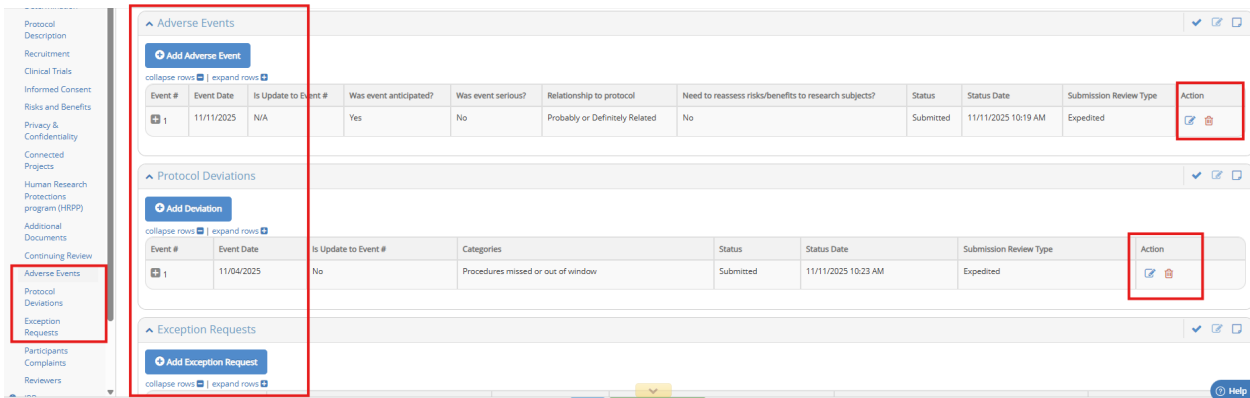 Protocol
Description
Recruitment
Clinical Trials
Informed Consent
Risks and Benefits
Privacy &
Confidentiality
Connected
Projects
Human Research
Protections
program (HRPP)
Additional
Documents
Continuing Review
Adverse Events
Protocol
Deviations
Exception
Requests
Participants
Complaints
Reviewers
Adverse Events
Add Adverse Event
collapse rows | expand rows
Event # Event Date Is Update to Event # Was event anticipated? Was event serious? Relationship to protocol Need to reassess risks/benefits to research subjects? Status Status Date Submission Review Type Action
1 11/11/2025 N/A Yes No Probably or Definitely Related No Submitted 11/11/2025 10:19 AM Expedited
Protocol Deviations
Add Deviation
collapse rows | expand rows
Event # Event Date Is Update to Event # Categories Status Status Date Submission Review Type Action
1 11/04/2025 No Procedures missed or out of window Submitted 11/11/2025 10:23 AM Expedited
Exception Requests
Add Exception Request
collapse rows | expand rows
Help